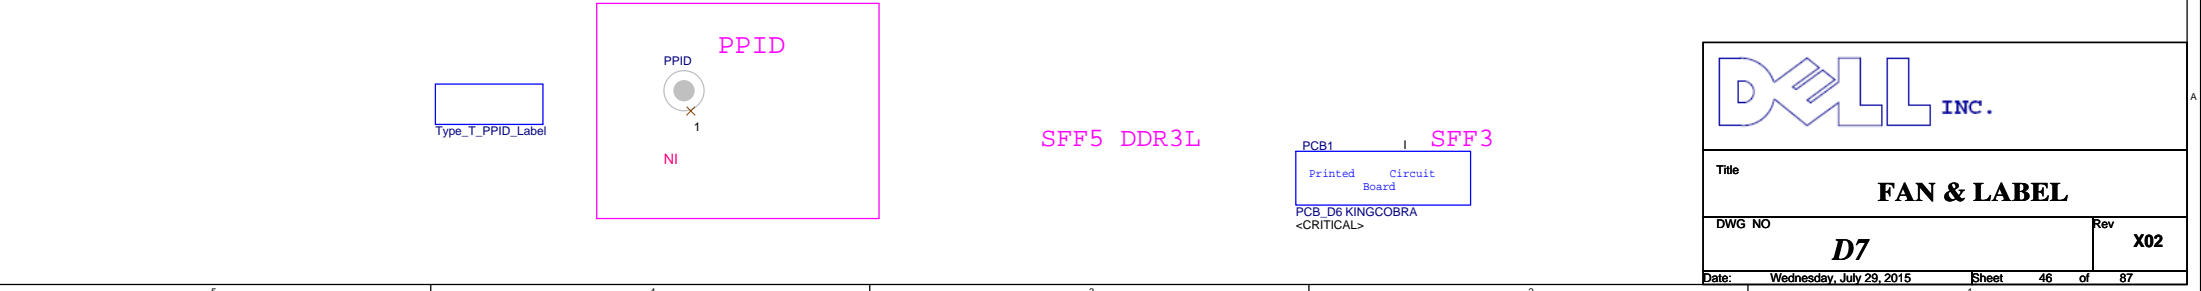 PPID
PPID
1
NI
Type_T_PPID_Label
SFF5 DDR3L
PCB1
I
SFF3
Printed Circuit
Board
PCB_D6 KINGCOBRA
<CRITICAL>
DELL INC.
Title
FAN & LABEL
DWG NO
D7
Rev
X02
Date: Wednesday, July 29, 2015 Sheet 46 of 87
A